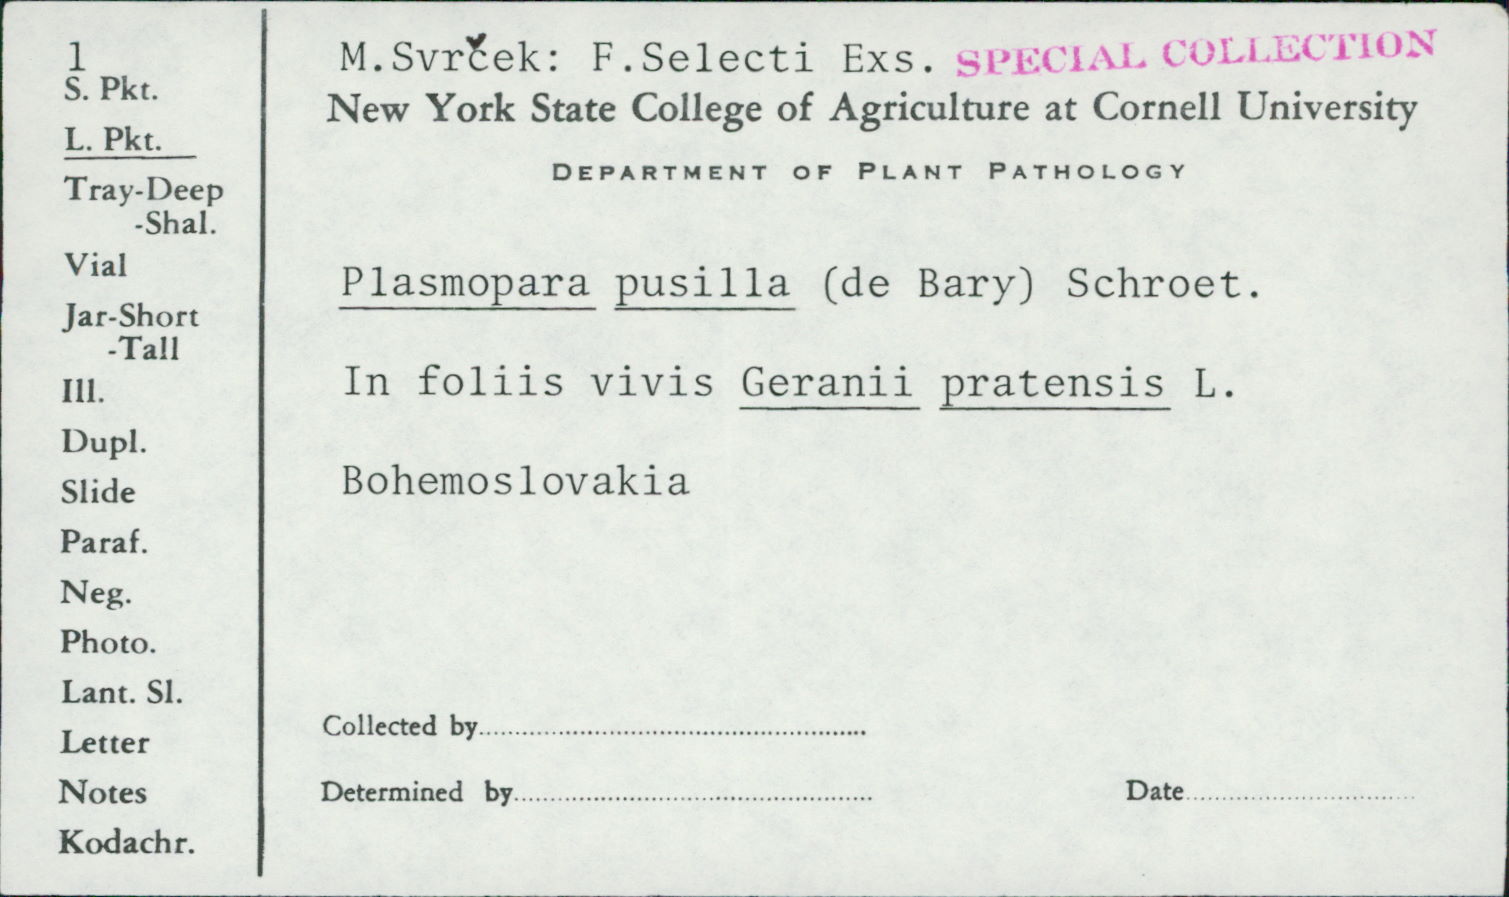 1
S. Pkt.
L. Pkt.
Tray-Deep
-Shal.
Vial
Jar-Short
-Tall
Ill.
Dupl.
Slide
Paraf.
Neg.
Photo.
Lant. Sl.
Letter
Notes
Kodachr.
M.Svrček: F.Selecti Exs. SPECIAL COLLECTION
New York State College of Agriculture at Cornell University
DEPARTMENT OF PLANT PATHOLOGY
Plasmopara pusilla (de Bary) Schroet.
In foliis vivis Geranii pratensis L.
Bohemoslovakia
Collected by
Determined by Date